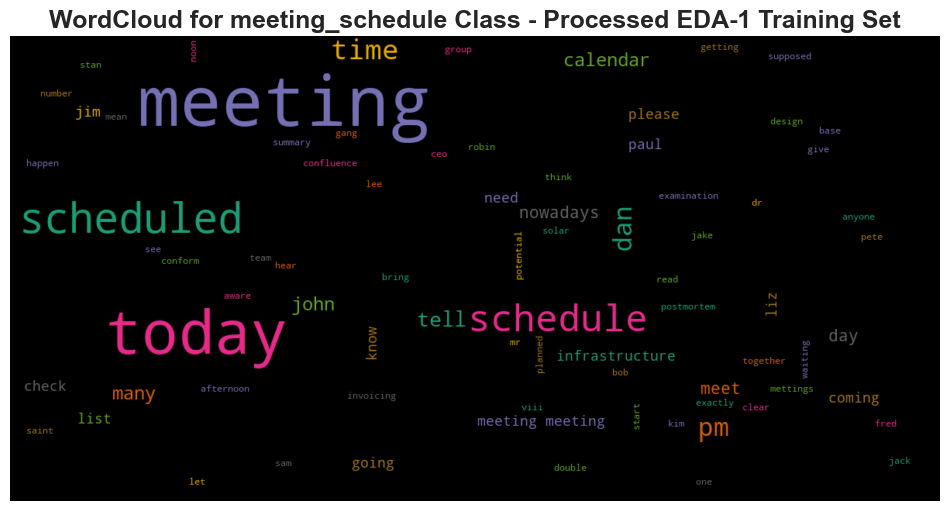 WordCloud for meeting_schedule Class - Processed EDA-1 Training Set
noon
time
group
getting
stan
calendar
supposed
meeting
number
jim
mean
please
design
gang
base
summary
paul
robin
give
ceo
happen
confluence
think
lee
need
examination
dr
scheduled
nowadays
dan
anyone
solar
jake
pete
see
potential
conform
team
hear
bring
read
aware
john
liz
postmortem
today
tell
schedule
know
mr
planned
day
infrastructure
waiting
together
bob
check
many
afternoon
meet
mettings
invoicing
coming
exactly
viii
clear
list
meeting meeting
start
kim
pm
fred
saint
going
sam
double
jack
let
one